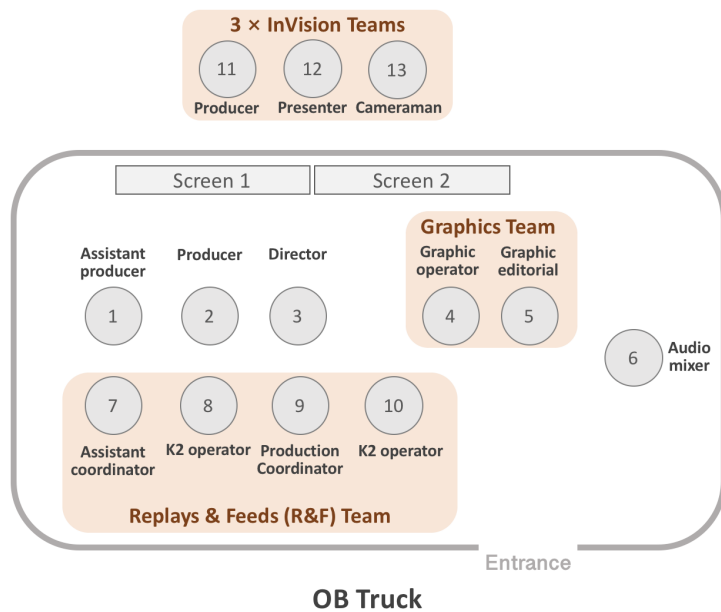 3 × InVision Teams
11
12
13
Producer
Presenter
Cameraman
Screen 1
Screen 2
Graphics Team
Assistant
producer
Producer
Director
Graphic
operator
Graphic
editorial
1
2
3
4
5
6
Audio
mixer
7
8
9
10
Assistant
coordinator
K2 operator
Production
Coordinator
K2 operator
Replays & Feeds (R&F) Team
Entrance
OB Truck